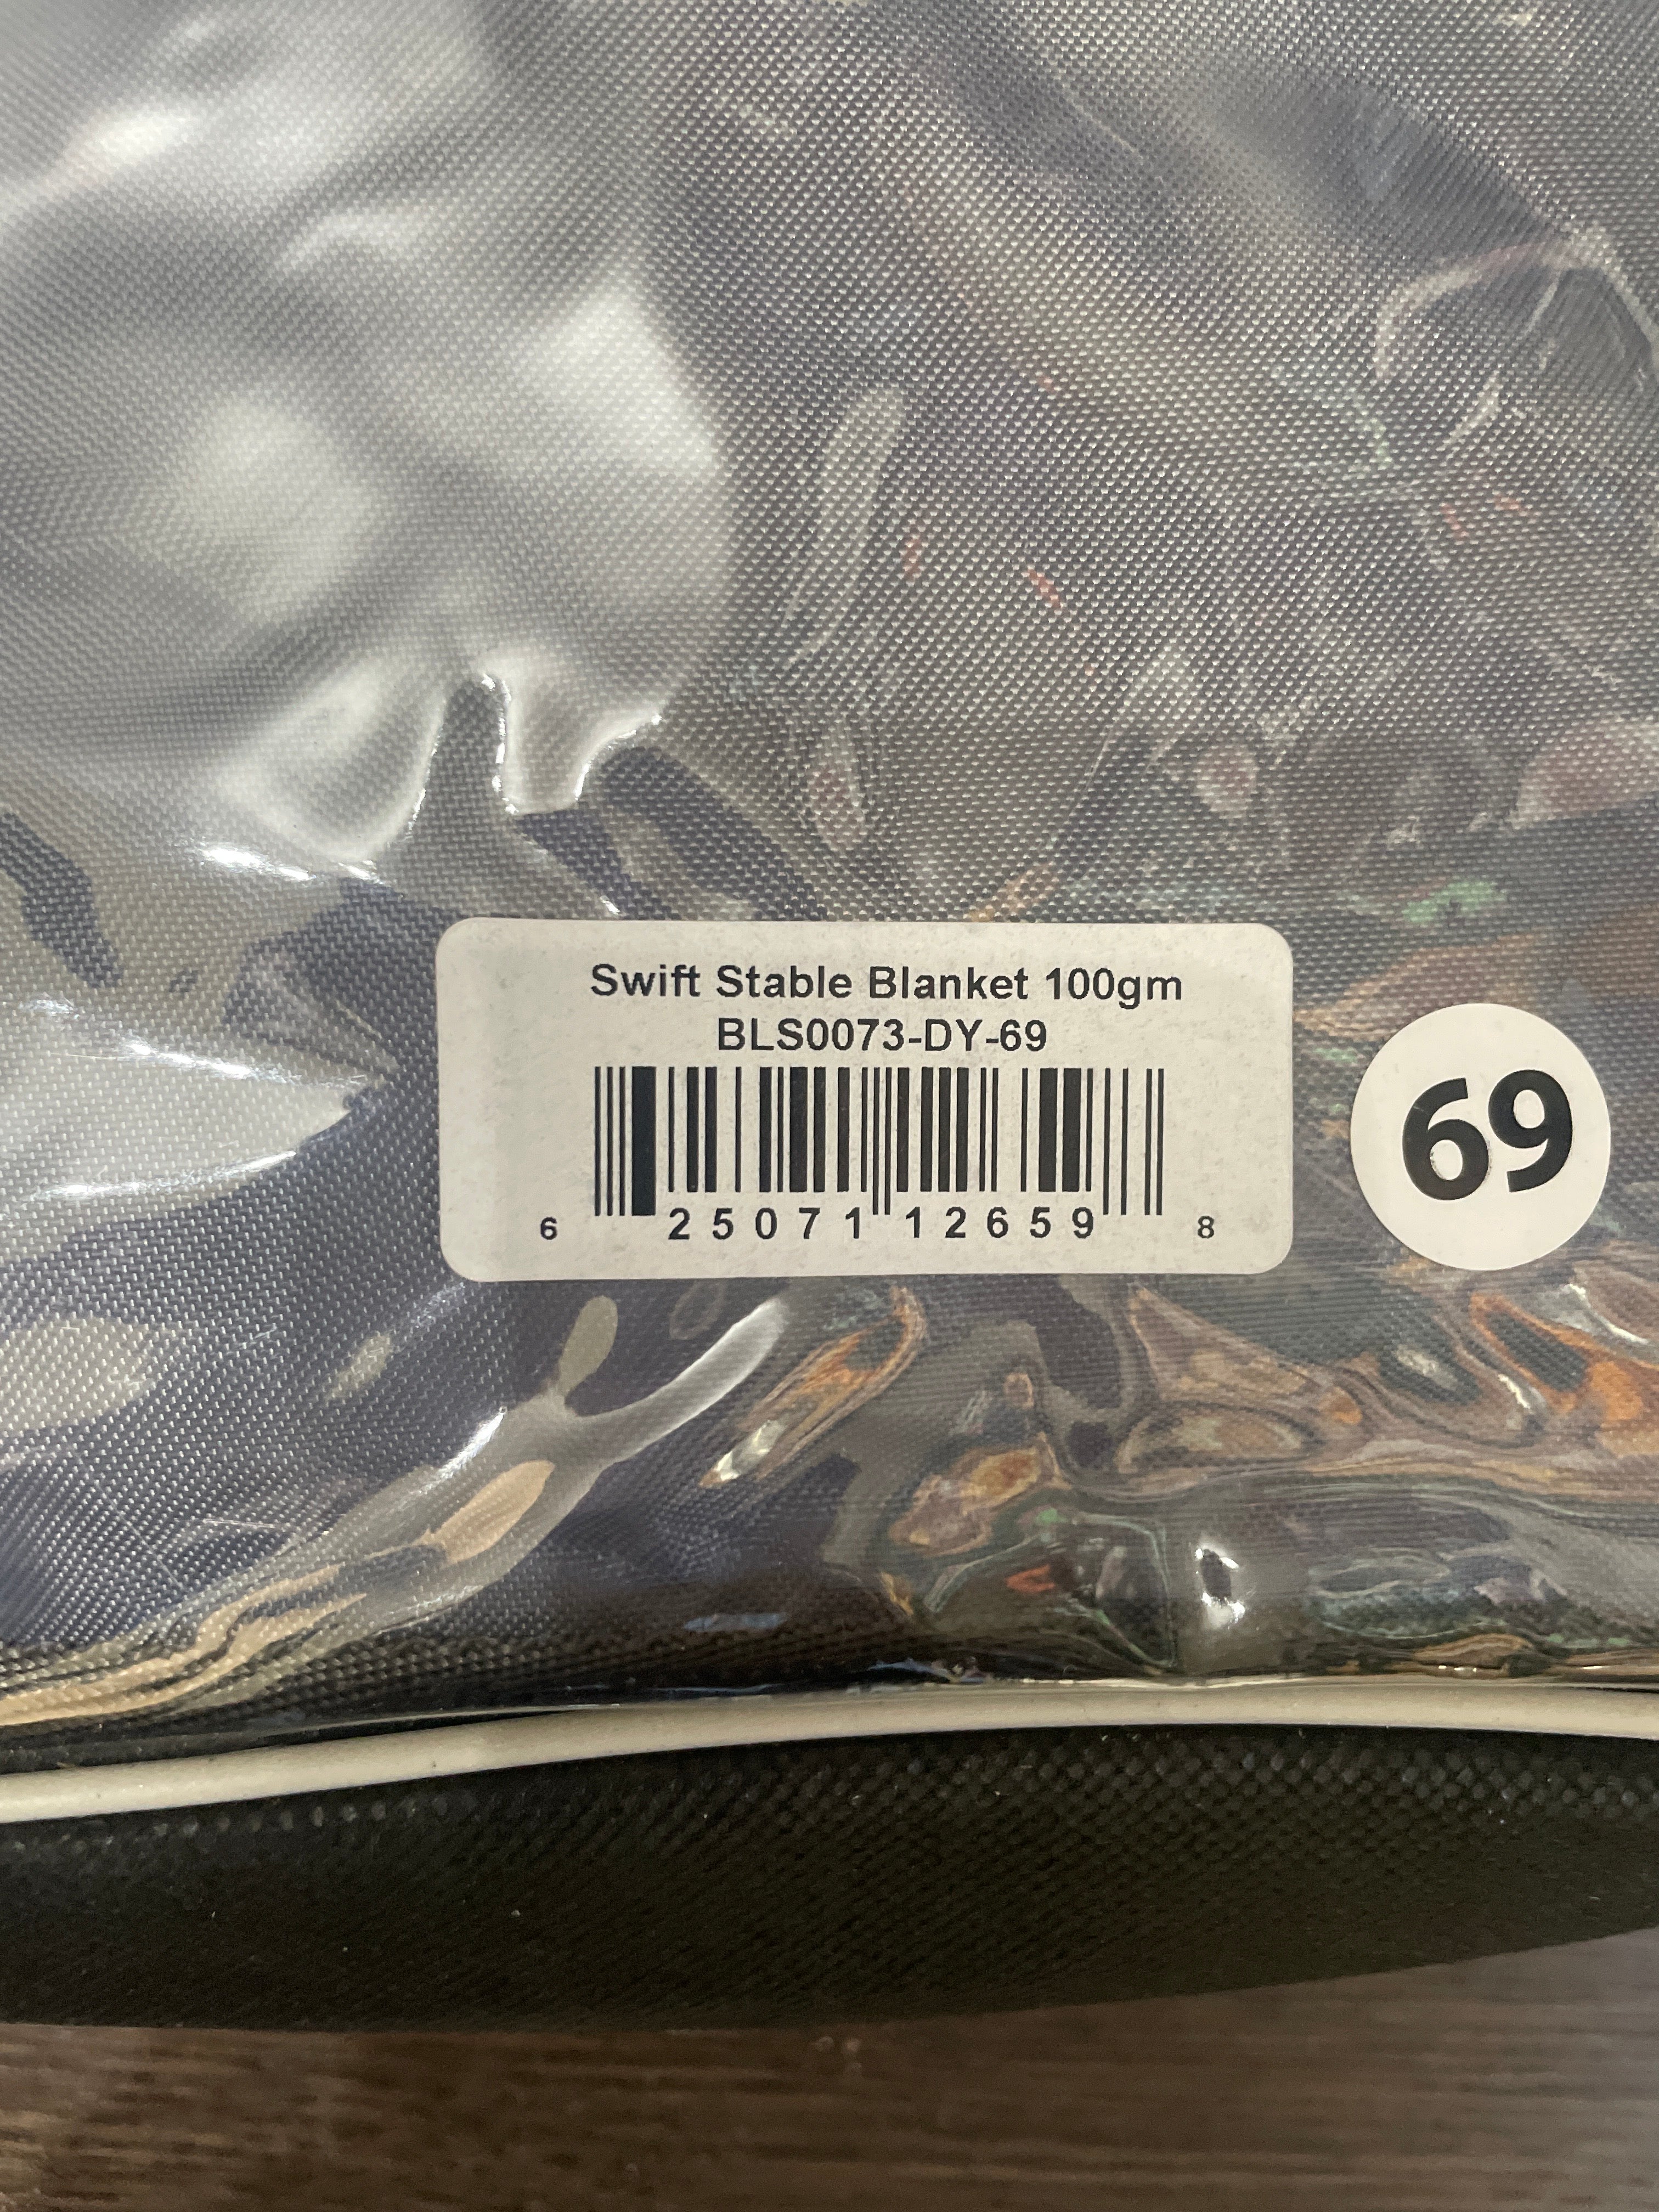 Swift Stable Blanket 100gm
BLS0073-DY-69
6 25071 12659 8
69